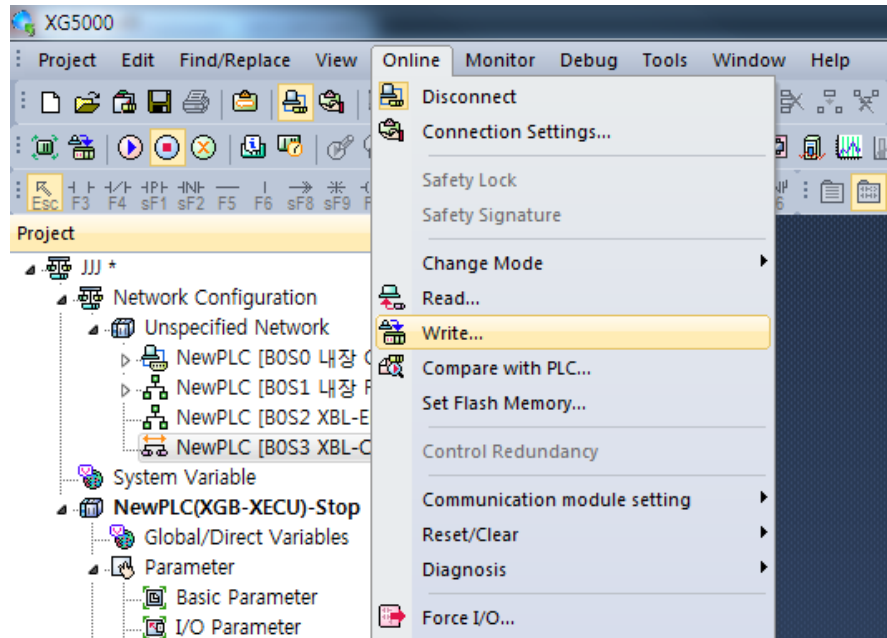 XG5000
Project Edit Find/Replace View Online Monitor Debug Tools Window Help
Esc F3 F4 sF1 sF2 F5 F6 sF8 sF9
Project
JJJ *
Network Configuration
Unspecified Network
NewPLC [B0S0 내장
NewPLC [B0S1 내장
NewPLC [B0S2 XBL-E
NewPLC [B0S3 XBL-C
System Variable
NewPLC(XGB-XECU)-Stop
Global/Direct Variables
Parameter
Basic Parameter
I/O Parameter
Disconnect
Connection Settings...
Safety Lock
Safety Signature
Change Mode
Read...
Write...
Compare with PLC...
Set Flash Memory...
Control Redundancy
Communication module setting
Reset/Clear
Diagnosis
Force I/O...